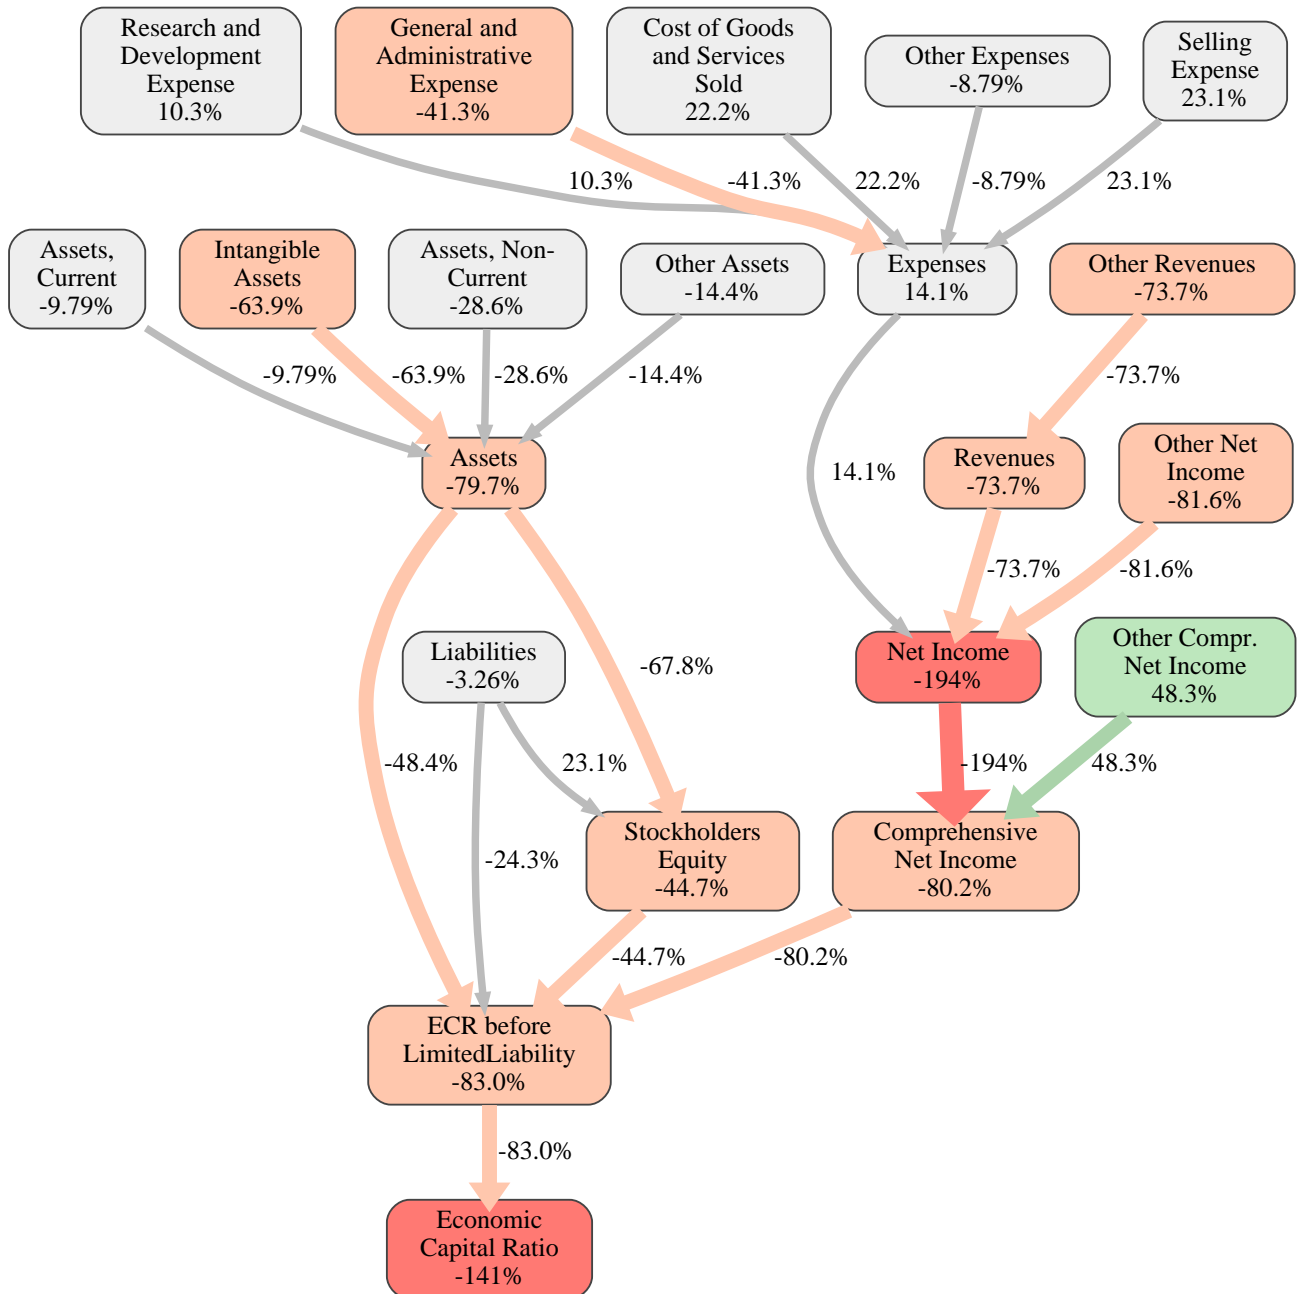 Research and
Development
Expense
10.3%
General and
Administrative
Expense
-41.3%
Cost of Goods
and Services
Sold
22.2%
Other Expenses
-8.79%
Selling
Expense
23.1%
10.3%
-41.3%
22.2%
-8.79%
23.1%
Assets,
Current
-9.79%
Intangible
Assets
-63.9%
Assets, Non-
Current
-28.6%
Other Assets
-14.4%
Expenses
14.1%
Other Revenues
-73.7%
-9.79%
-63.9%
-28.6%
-14.4%
-73.7%
Assets
-79.7%
14.1%
Revenues
-73.7%
Other Net
Income
-81.6%
-73.7%
-81.6%
Liabilities
-3.26%
-67.8%
Net Income
-194%
Other Compr.
Net Income
48.3%
-48.4%
23.1%
-194%
48.3%
-24.3%
Stockholders
Equity
-44.7%
Comprehensive
Net Income
-80.2%
-44.7%
-80.2%
ECR before
LimitedLiability
-83.0%
-83.0%
Economic
Capital Ratio
-141%